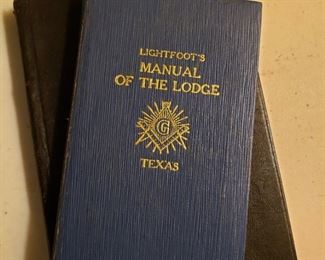 LIGHTFOOT'S
MANUAL
OF THE LODGE
G
TEXAS